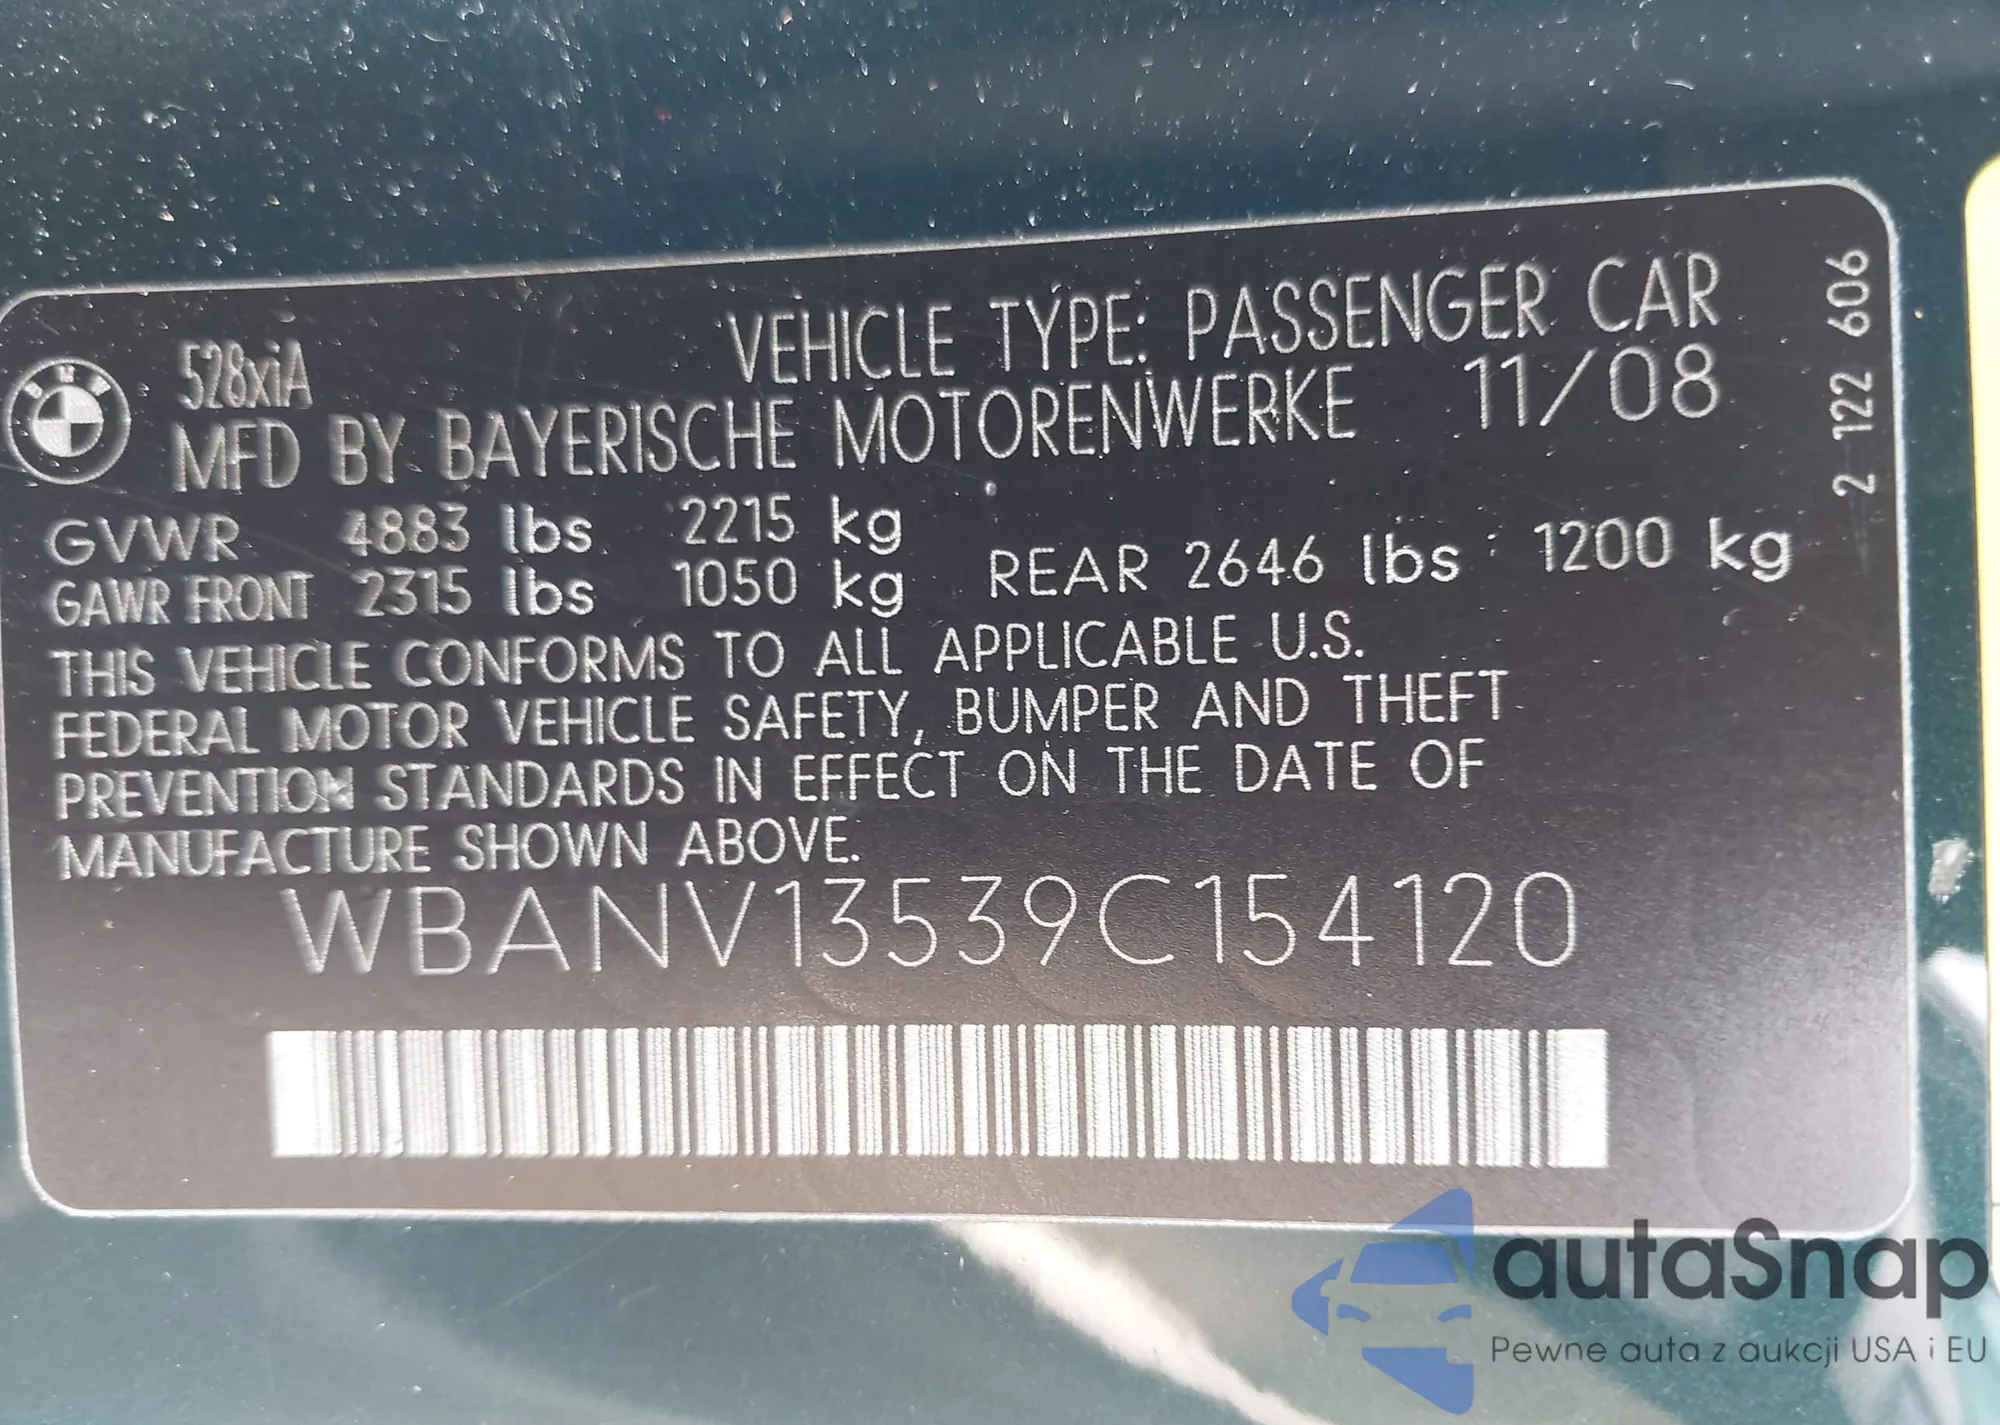 BMW
528xiA
VEHICLE TYPE: PASSENGER CAR
MFD BY BAYERISCHE MOTORENWERKE 11/08
GVWR 4883 lbs 2215 kg
GAWR FRONT 2315 lbs 1050 kg REAR 2646 lbs 1200 kg
THIS VEHICLE CONFORMS TO ALL APPLICABLE U.S.
FEDERAL MOTOR VEHICLE SAFETY, BUMPER AND THEFT
PREVENTION STANDARDS IN EFFECT ON THE DATE OF
MANUFACTURE SHOWN ABOVE.
WBANV13539C154120
2 122 606
autaSnap
Pewne auta z aukcji USA i EU